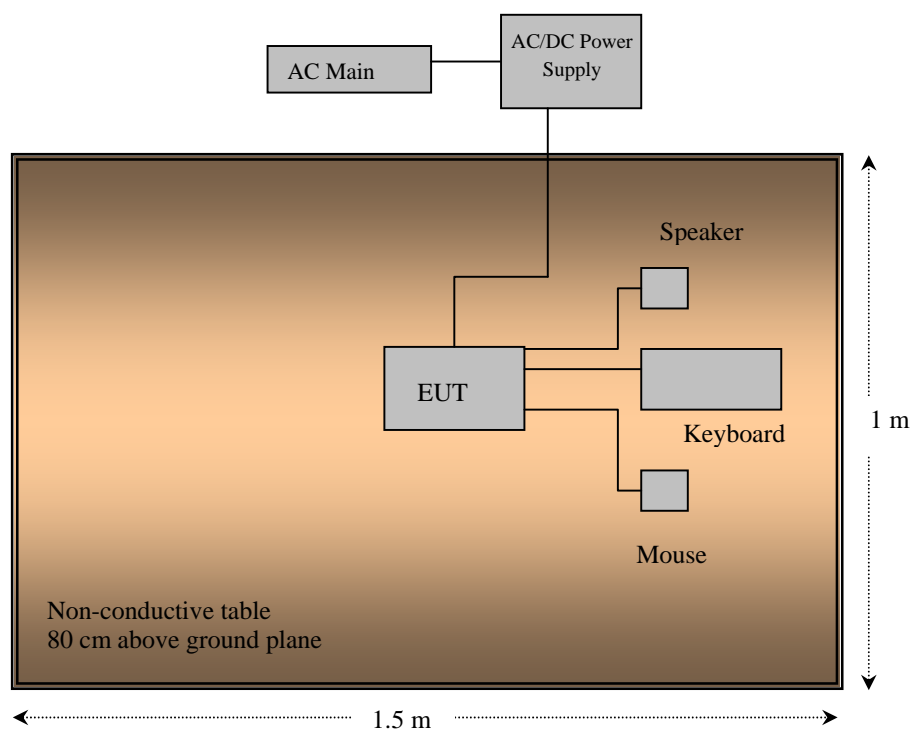 AC/DC Power
Supply
AC Main
Speaker
EUT
Keyboard
1 m
Mouse
Non-conductive table
80 cm above ground plane
1.5 m